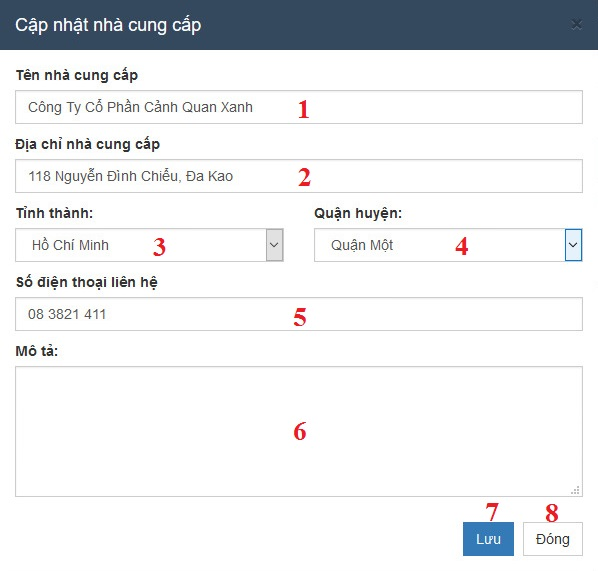 Cập nhật nhà cung cấp ×
Tên nhà cung cấp
Công Ty Cổ Phần Cảnh Quan Xanh 1
Địa chỉ nhà cung cấp
118 Nguyễn Đình Chiểu, Đa Kao 2
Tỉnh thành: Quận huyện:
Hồ Chí Minh 3 Quận Một 4
Số điện thoại liên hệ
08 3821 411 5
Mô tả:
6
7 8
Lưu Đóng